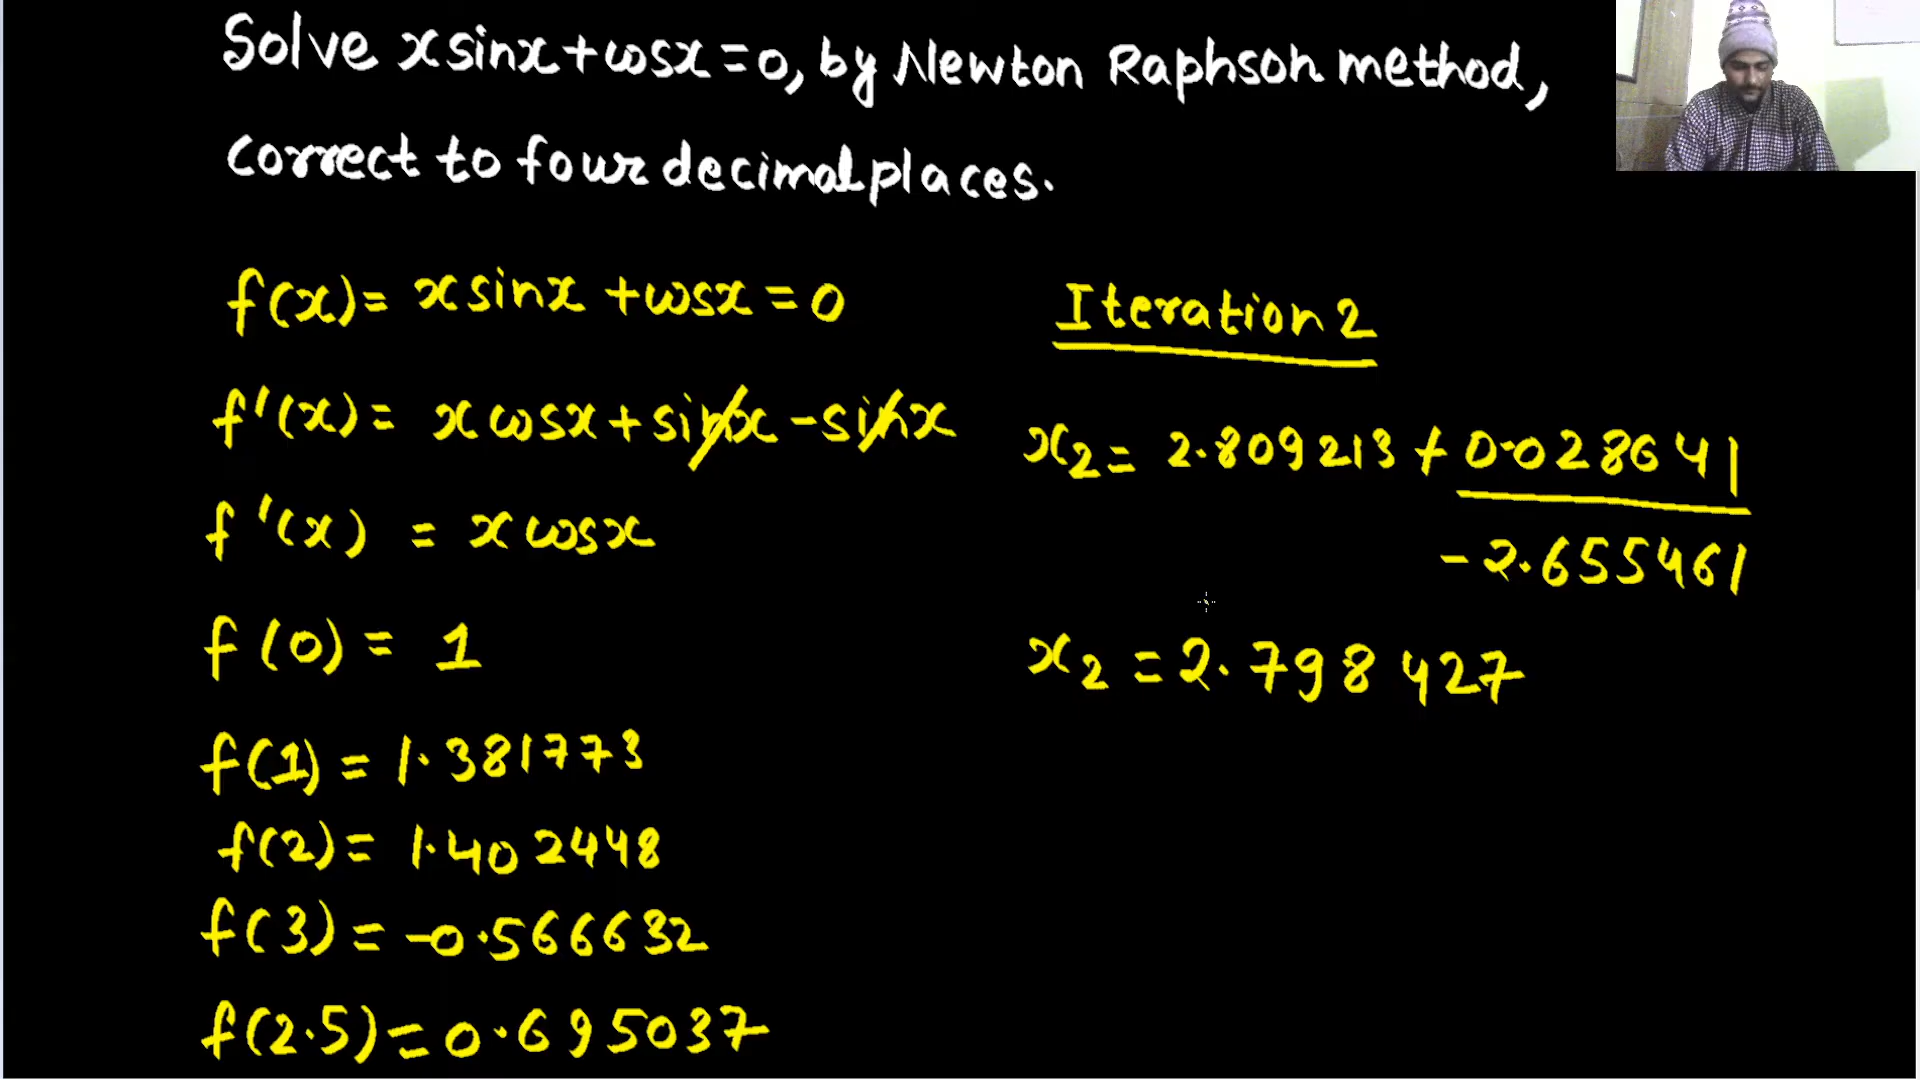 Solve xsinx+cosx=0, by Newton Raphson method,
correct to four decimal places.
f(x)= xsinx +cosx =0
f'(x)= xcosx+sinx-sinx
f'(x) = xcosx
f(0)= 1
f(1)=1.381773
f(2)=1.402448
f(3)=-0.566632
f(2.5)=0.695037
Iteration 2
x2= 2.809213+0.028641
-2.655461
x2=2.798427